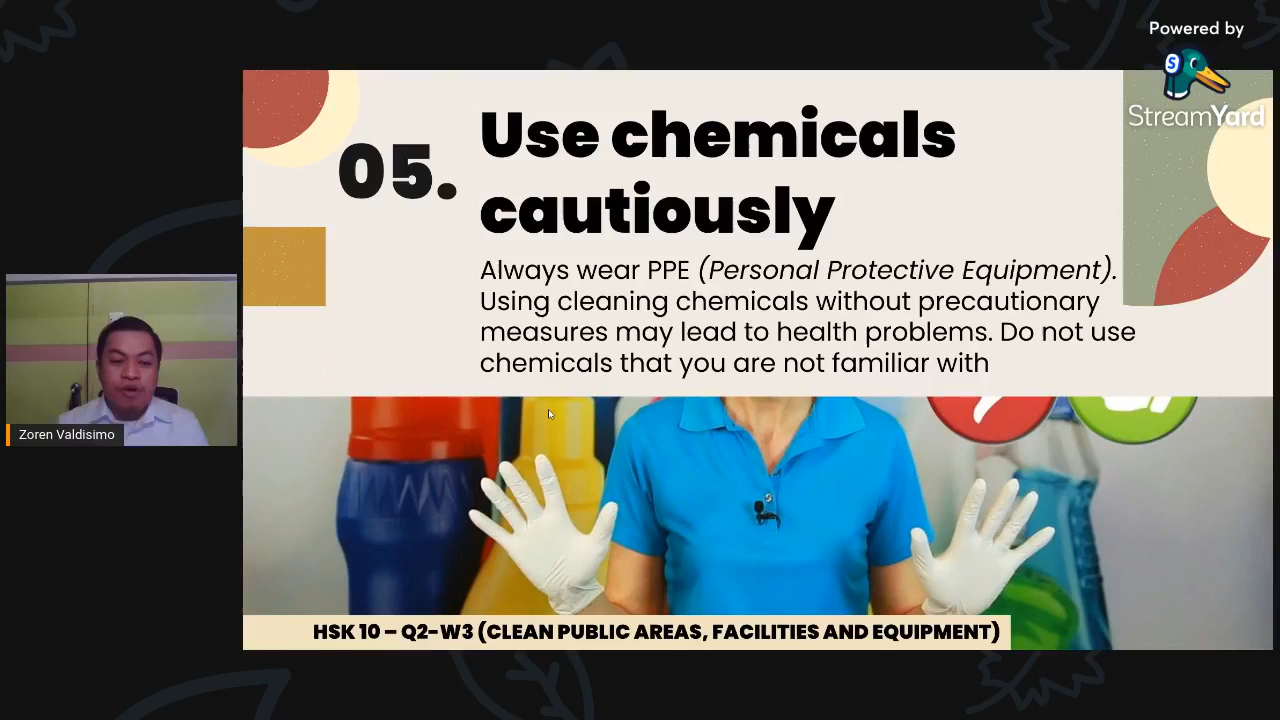 Powered by
S
StreamYard
05.
Use chemicals
cautiously
Always wear PPE (Personal Protective Equipment).
Using cleaning chemicals without precautionary
measures may lead to health problems. Do not use
chemicals that you are not familiar with
Zoren Valdisimo
HSK 10 – Q2-W3 (CLEAN PUBLIC AREAS, FACILITIES AND EQUIPMENT)